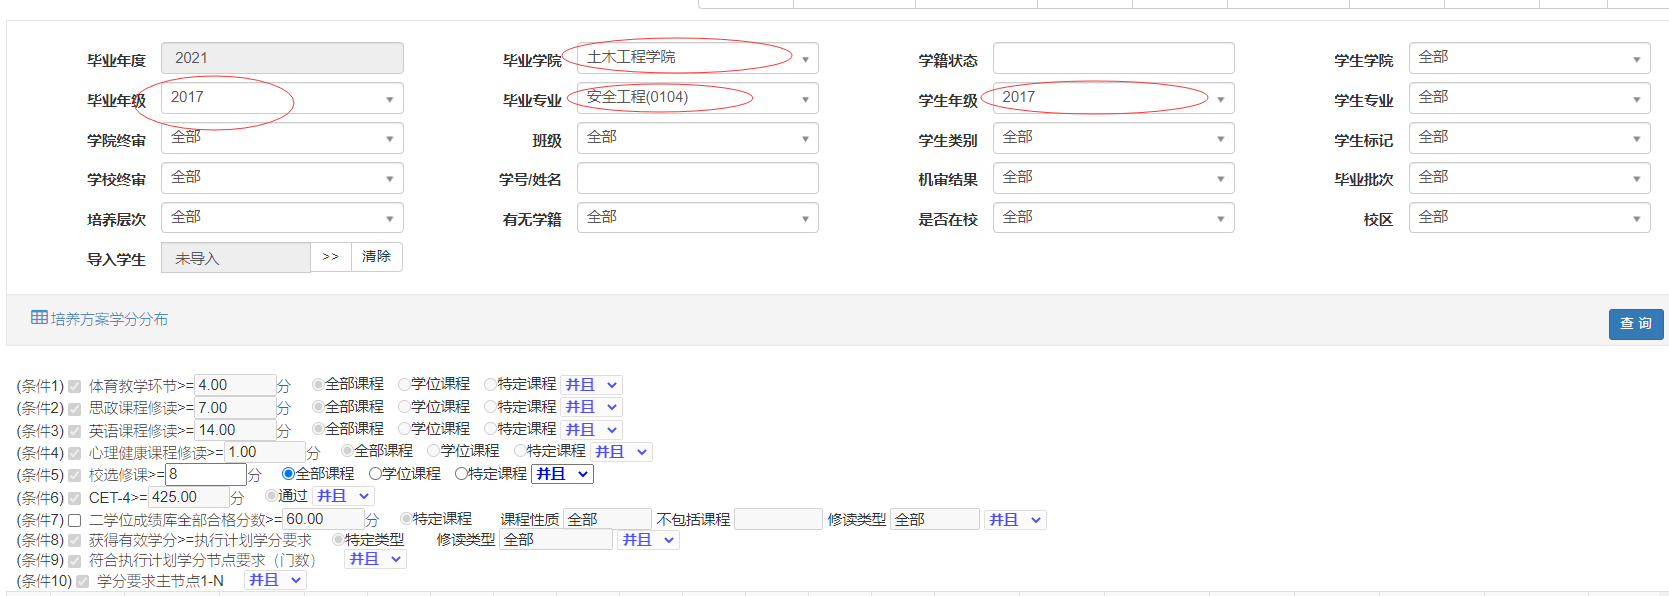 毕业年度 2021 毕业学院 土木工程学院 学籍状态 学生学院 全部
毕业年级 2017 毕业专业 安全工程(0104) 学生年级 2017 学生专业 全部
学院终审 全部 班级 全部 学生类别 全部 学生标记 全部
学校终审 全部 学号/姓名 机审结果 全部 毕业批次 全部
培养层次 全部 有无学籍 全部 是否在校 全部 校区 全部
导入学生 未导入 >> 清除
培养方案学分分布 查 询
(条件1) 体育教学环节>= 4.00 分 全部课程 学位课程 特定课程 并且
(条件2) 思政课程修读>= 7.00 分 全部课程 学位课程 特定课程 并且
(条件3) 英语课程修读>= 14.00 分 全部课程 学位课程 特定课程 并且
(条件4) 心理健康课程修读>= 1.00 分 全部课程 学位课程 特定课程 并且
(条件5) 校选修课>= 8 分 全部课程 学位课程 特定课程 并且
(条件6) CET-4>= 425.00 分 通过 并且
(条件7) 二学位成绩库全部合格分数>= 60.00 分 特定课程 课程性质 全部 不包括课程 修读类型 全部 并且
(条件8) 获得有效学分>=执行计划学分要求 特定类型 修读类型 全部 并且
(条件9) 符合执行计划学分节点要求（门数） 并且
(条件10) 学分要求主节点1-N 并且